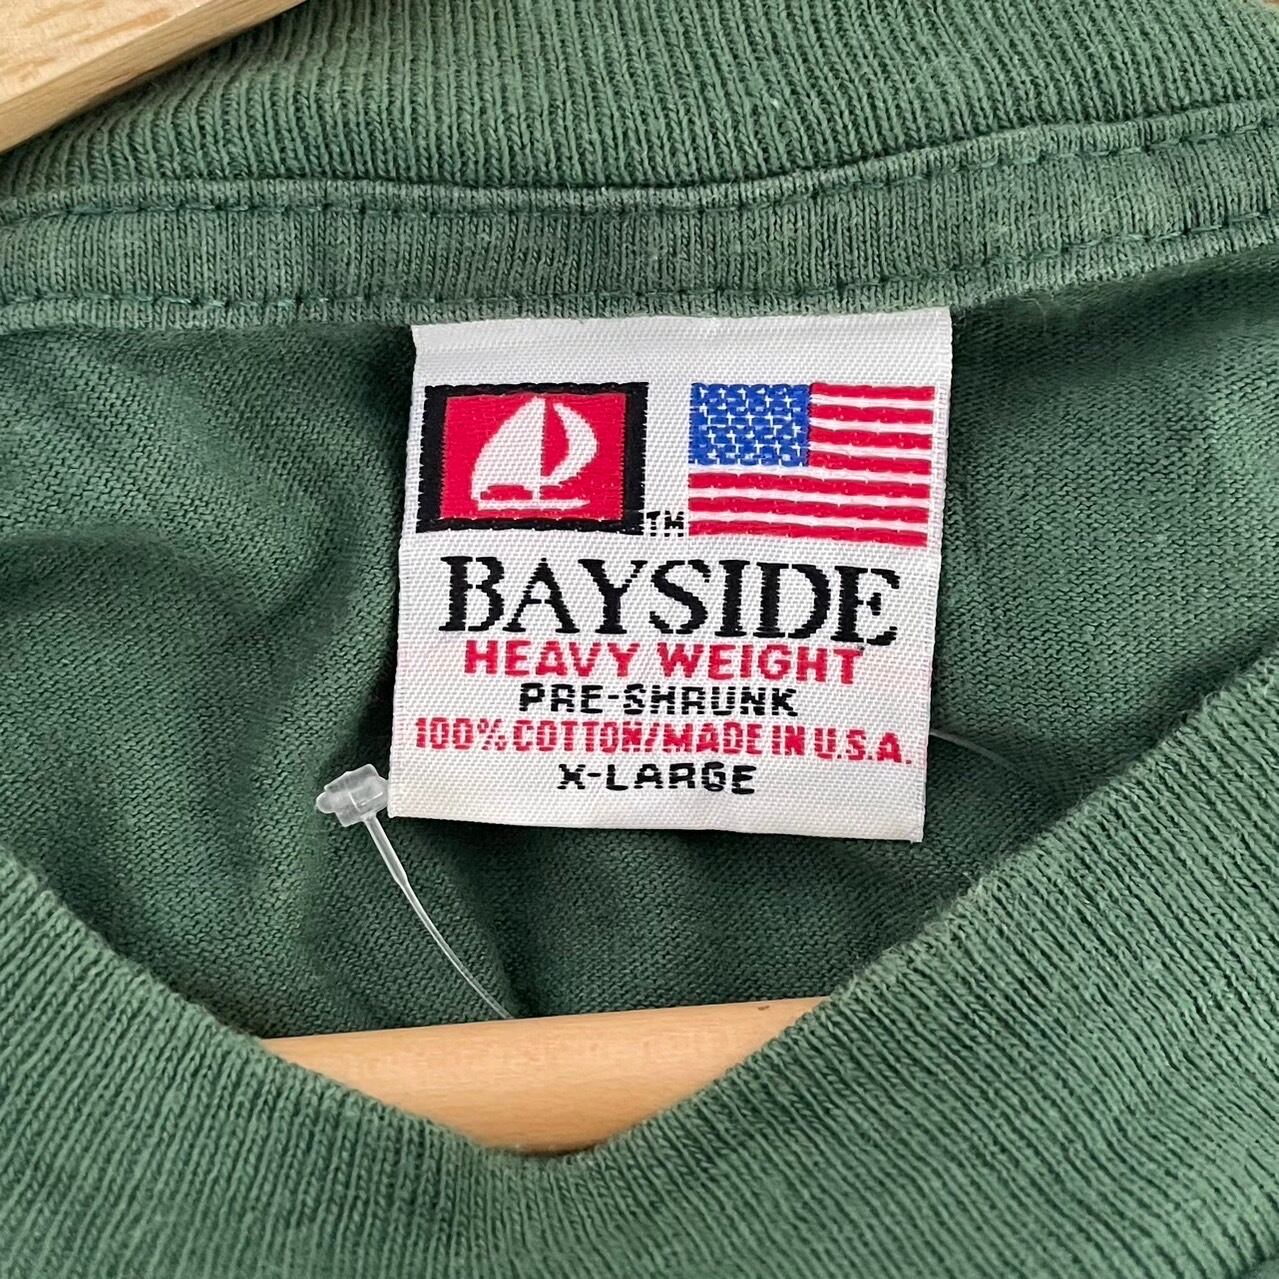 TM
BAYSIDE
HEAVY WEIGHT
PRE-SHRUNK
100% COTTON/MADE IN U.S.A.
X-LARGE